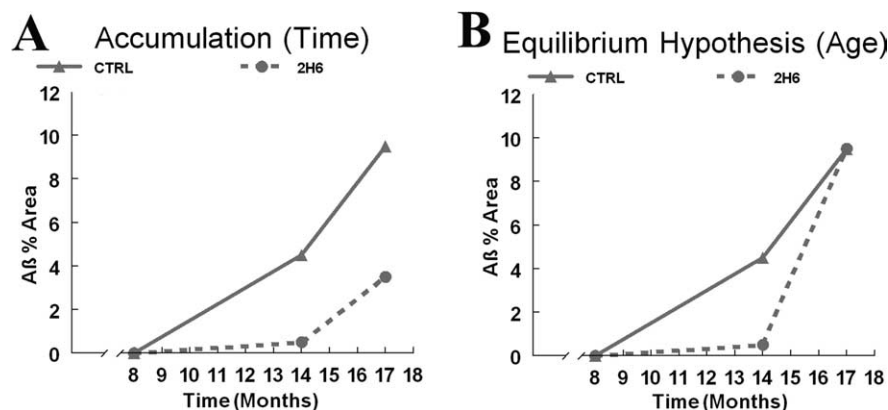 A Accumulation (Time)
CTRL 2H6
12
10
8
6
4
2
0
Aß % Area
8 9 10 11 12 13 14 15 16 17 18
Time (Months)
B Equilibrium Hypothesis (Age)
CTRL 2H6
12
10
8
6
4
2
0
Aß % Area
8 9 10 11 12 13 14 15 16 17 18
Time (Months)